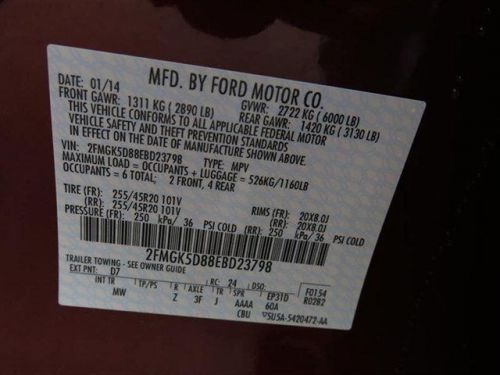 MFD. BY FORD MOTOR CO.
DATE: 01/14 GVWR: 2722 KG (6000 LB)
FRONT GAWR: 1311 KG (2890 LB) REAR GAWR: 1420 KG (3130 LB)
THIS VEHICLE CONFORMS TO ALL APPLICABLE FEDERAL MOTOR
VEHICLE SAFETY AND THEFT PREVENTION STANDARDS
IN EFFECT ON THE DATE OF MANUFACTURE SHOWN ABOVE.
VIN: 2FMGK5D88EBD23798 TYPE: MPV
MAXIMUM LOAD = OCCUPANTS + LUGGAGE = 526KG/1160LB
OCCUPANTS = 6 TOTAL: 2 FRONT, 4 REAR
TIRE (FR): 255/45R20 101V RIMS (FR): 20X8.0J
(RR): 255/45R20 101V (RR): 20X8.0J
PRESSURE (FR): 250 kPa/ 36 PSI COLD (RR): 250 kPa/ 36 PSI COLD
2FMGK5D88EBD23798
TRAILER TOWING - SEE OWNER GUIDE
EXT PNT: D7 RC: 24 DSO: F0154
INT TR TP/PS R AXLE TR SPR EP31D R0282
MW Z 3F J AAAA 60A
CBU 5U5A-5420472-AA